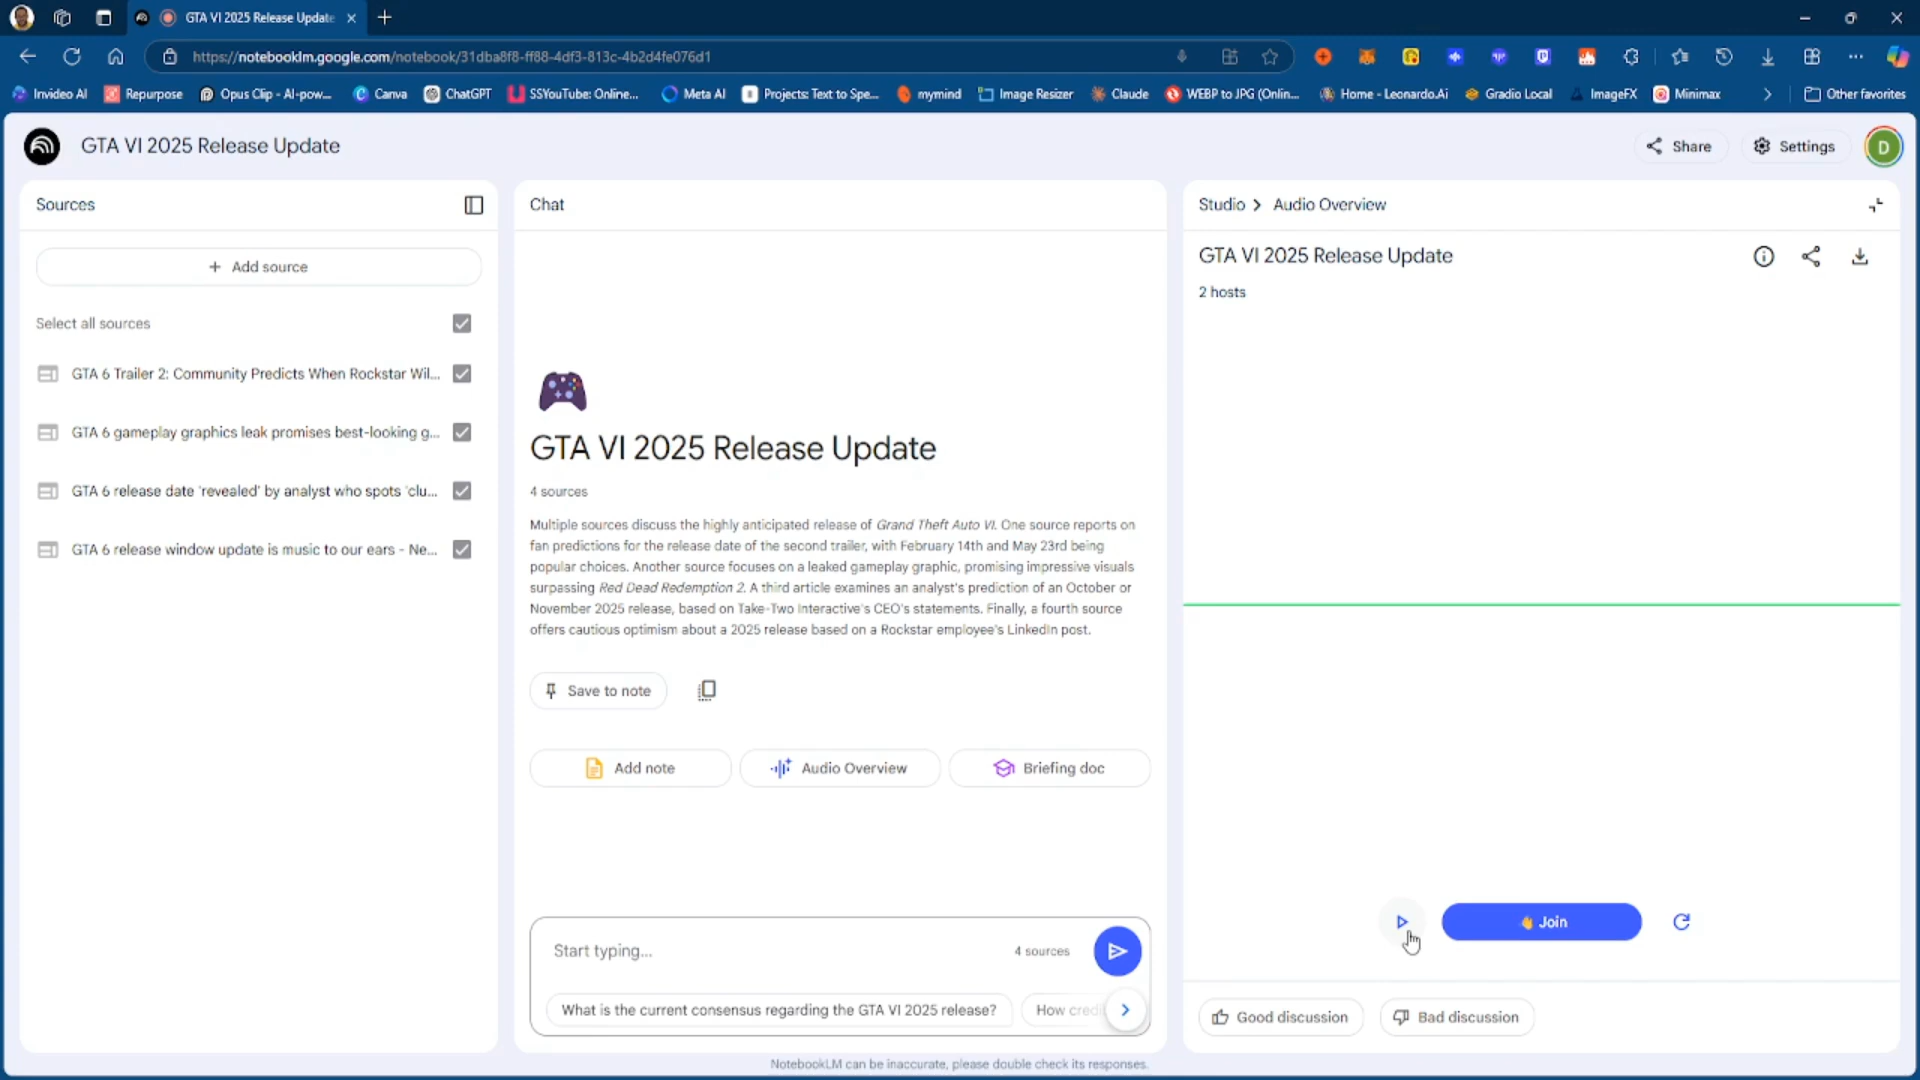 GTA VI 2025 Release Update
https://notebooklm.google.com/notebook/31dba8f8-ff88-4df3-813c-4b2d4fe076d1
Invideo AI
Repurpose
Opus Clip - AI-pow...
Canva
ChatGPT
SSYouTube: Online...
Meta AI
Projects: Text to Spe...
mymind
Image Resizer
Claude
WEBP to JPG (Onlin...
Home - Leonardo.Ai
Gradio Local
ImageFX
Minimax
Other favorites
GTA VI 2025 Release Update
Share
Settings
D
Sources
+ Add source
Select all sources
GTA 6 Trailer 2: Community Predicts When Rockstar Wil...
GTA 6 gameplay graphics leak promises best-looking g...
GTA 6 release date 'revealed' by analyst who spots 'clu...
GTA 6 release window update is music to our ears - Ne...
Chat
GTA VI 2025 Release Update
4 sources
Multiple sources discuss the highly anticipated release of Grand Theft Auto VI. One source reports on
fan predictions for the release date of the second trailer, with February 14th and May 23rd being
popular choices. Another source focuses on a leaked gameplay graphic, promising impressive visuals
surpassing Red Dead Redemption 2. A third article examines an analyst's prediction of an October or
November 2025 release, based on Take-Two Interactive's CEO's statements. Finally, a fourth source
offers cautious optimism about a 2025 release based on a Rockstar employee's LinkedIn post.
Save to note
Add note
Audio Overview
Briefing doc
Start typing...
4 sources
What is the current consensus regarding the GTA VI 2025 release?
How credi
Studio > Audio Overview
GTA VI 2025 Release Update
2 hosts
Join
Good discussion
Bad discussion
NotebookLM can be inaccurate, please double check its responses.